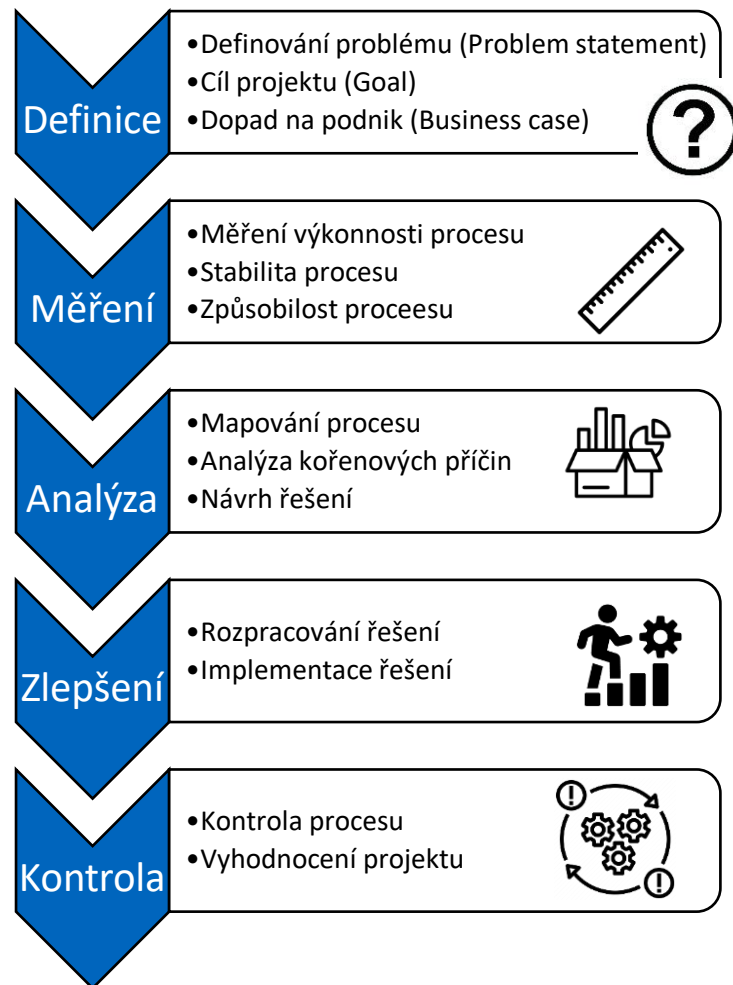 Definice
•Definování problému (Problem statement)
•Cíl projektu (Goal)
•Dopad na podnik (Business case)
?
Měření
•Měření výkonnosti procesu
•Stabilita procesu
•Způsobilost proceesu
Analýza
•Mapování procesu
•Analýza kořenových příčin
•Návrh řešení
Zlepšení
•Rozpracování řešení
•Implementace řešení
Kontrola
•Kontrola procesu
•Vyhodnocení projektu
!
!